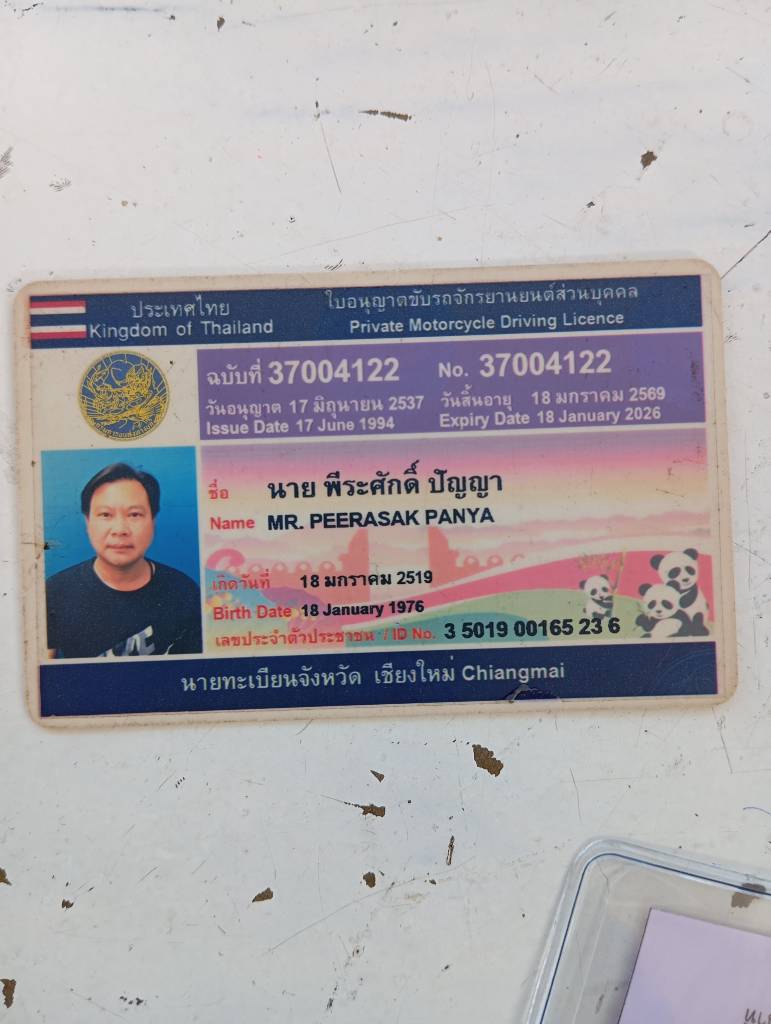 ประเทศไทย
Kingdom of Thailand
ใบอนุญาตขับรถจักรยานยนต์ส่วนบุคคล
Private Motorcycle Driving Licence
ฉบับที่ 37004122 No. 37004122
วันอนุญาต 17 มิถุนายน 2537 วันสิ้นอายุ 18 มกราคม 2569
Issue Date 17 June 1994 Expiry Date 18 January 2026
ชื่อ นาย พีระศักดิ์ ปัญญา
Name MR. PEERASAK PANYA
เกิดวันที่ 18 มกราคม 2519
Birth Date 18 January 1976
เลขประจำตัวประชาชน / ID No. 3 5019 00165 23 6
นายทะเบียนจังหวัด เชียงใหม่ Chiangmai